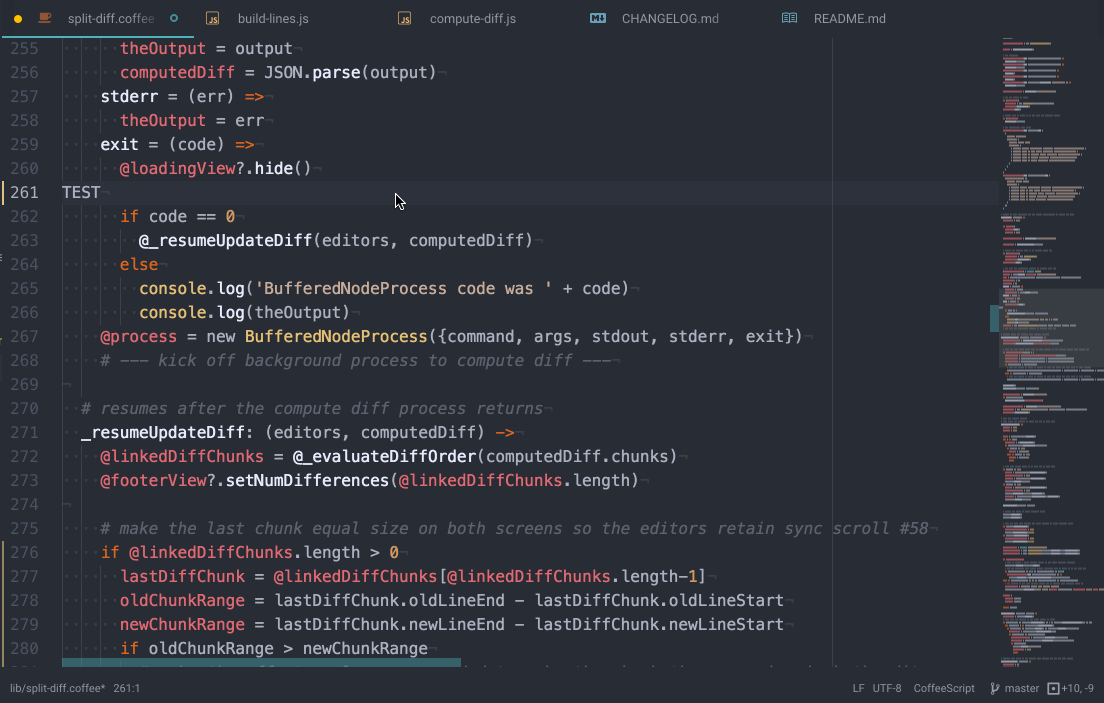 split-diff.coffee build-lines.js compute-diff.js CHANGELOG.md README.md
255 theOutput = output
256 computedDiff = JSON.parse(output)
257 stderr = (err) =>
258 theOutput = err
259 exit = (code) =>
260 @loadingView?.hide()
261 TEST
262 if code == 0
263 @_resumeUpdateDiff(editors, computedDiff)
264 else
265 console.log('BufferedNodeProcess code was ' + code)
266 console.log(theOutput)
267 @process = new BufferedNodeProcess({command, args, stdout, stderr, exit})
268 # --- kick off background process to compute diff ---
269
270 # resumes after the compute diff process returns
271 _resumeUpdateDiff: (editors, computedDiff) ->
272 @linkedDiffChunks = @_evaluateDiffOrder(computedDiff.chunks)
273 @footerView?.setNumDifferences(@linkedDiffChunks.length)
274
275 # make the last chunk equal size on both screens so the editors retain sync scroll #58
276 if @linkedDiffChunks.length > 0
277 lastDiffChunk = @linkedDiffChunks[@linkedDiffChunks.length-1]
278 oldChunkRange = lastDiffChunk.oldLineEnd - lastDiffChunk.oldLineStart
279 newChunkRange = lastDiffChunk.newLineEnd - lastDiffChunk.newLineStart
280 if oldChunkRange > newChunkRange
lib/split-diff.coffee* 261:1 LF UTF-8 CoffeeScript master +10, -9